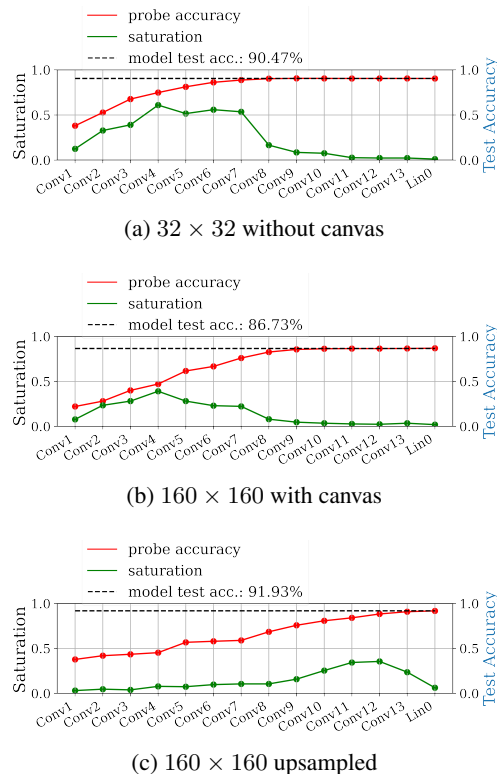 probe accuracy
saturation
model test acc.: 90.47%
1.0 1.0
0.5 0.5
0.0 0.0
Saturation
Test Accuracy
Conv1 Conv2 Conv3 Conv4 Conv5 Conv6 Conv7 Conv8 Conv9 Conv10 Conv11 Conv12 Conv13 Lin0
(a) 32 × 32 without canvas
probe accuracy
saturation
model test acc.: 86.73%
1.0 1.0
0.5 0.5
0.0 0.0
Saturation
Test Accuracy
Conv1 Conv2 Conv3 Conv4 Conv5 Conv6 Conv7 Conv8 Conv9 Conv10 Conv11 Conv12 Conv13 Lin0
(b) 160 × 160 with canvas
probe accuracy
saturation
model test acc.: 91.93%
1.0 1.0
0.5 0.5
0.0 0.0
Saturation
Test Accuracy
Conv1 Conv2 Conv3 Conv4 Conv5 Conv6 Conv7 Conv8 Conv9 Conv10 Conv11 Conv12 Conv13 Lin0
(c) 160 × 160 upsampled